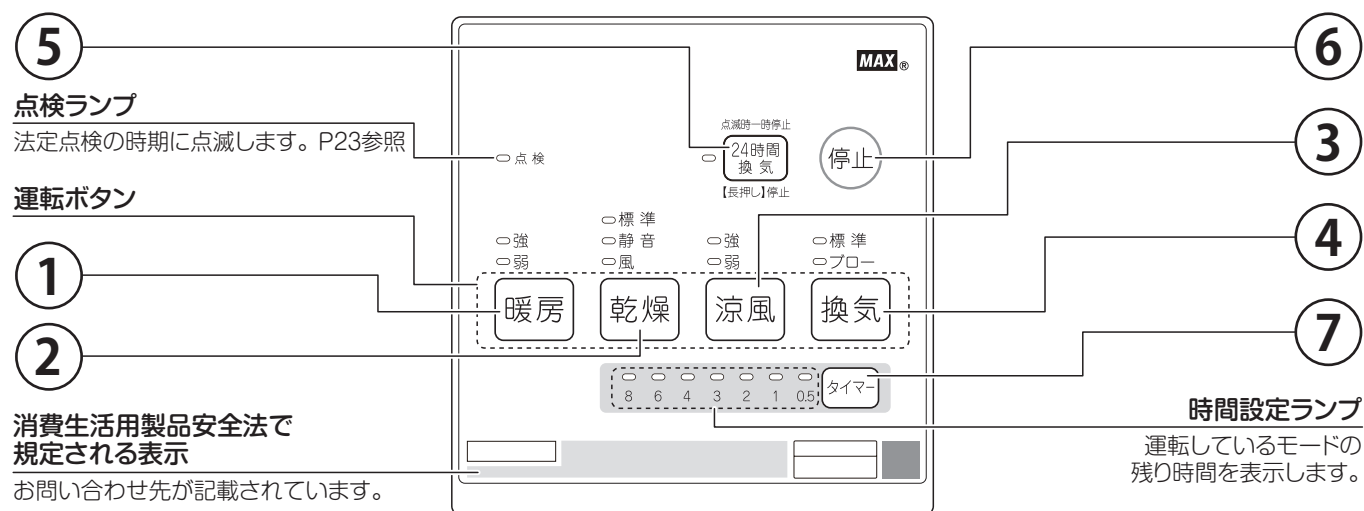 5
点検ランプ
法定点検の時期に点滅します。P23参照
運転ボタン
1
2
消費生活用製品安全法で
規定される表示
お問い合わせ先が記載されています。
MAX®
点検
点滅時一時停止
24時間
換気
【長押し】停止
停止
強
弱
標準
静音
風
強
弱
標準
ブロー
暖房
乾燥
涼風
換気
8 6 4 3 2 1 0.5
タイマー
6
3
4
7
時間設定ランプ
運転しているモードの
残り時間を表示します。